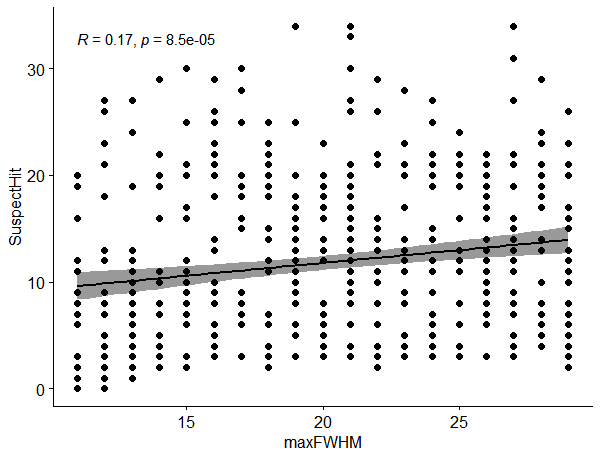 R = 0.17, p = 8.5e-05
30
20
10
0
SuspectHit
15
20
25
maxFWHM